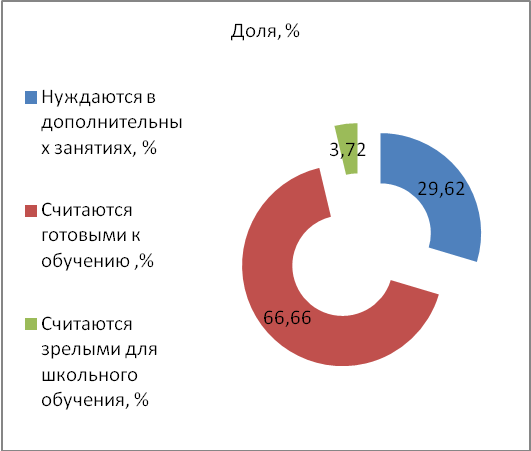 Доля, %
Нуждаются в
дополнительны
х занятиях, %
Считаются
готовыми к
обучению ,%
Считаются
зрелыми для
школьного
обучения, %
3,72
29,62
66,66